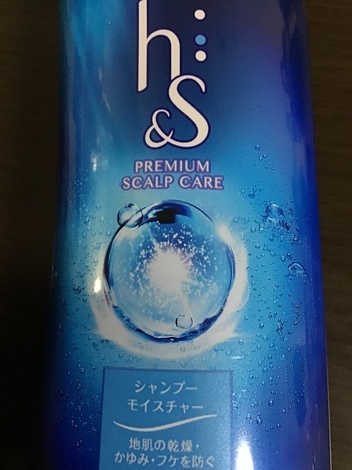 h
&S
PREMIUM
SCALP CARE
シャンプー
モイスチャー
地肌の乾燥・
かゆみ・フケを防ぐ